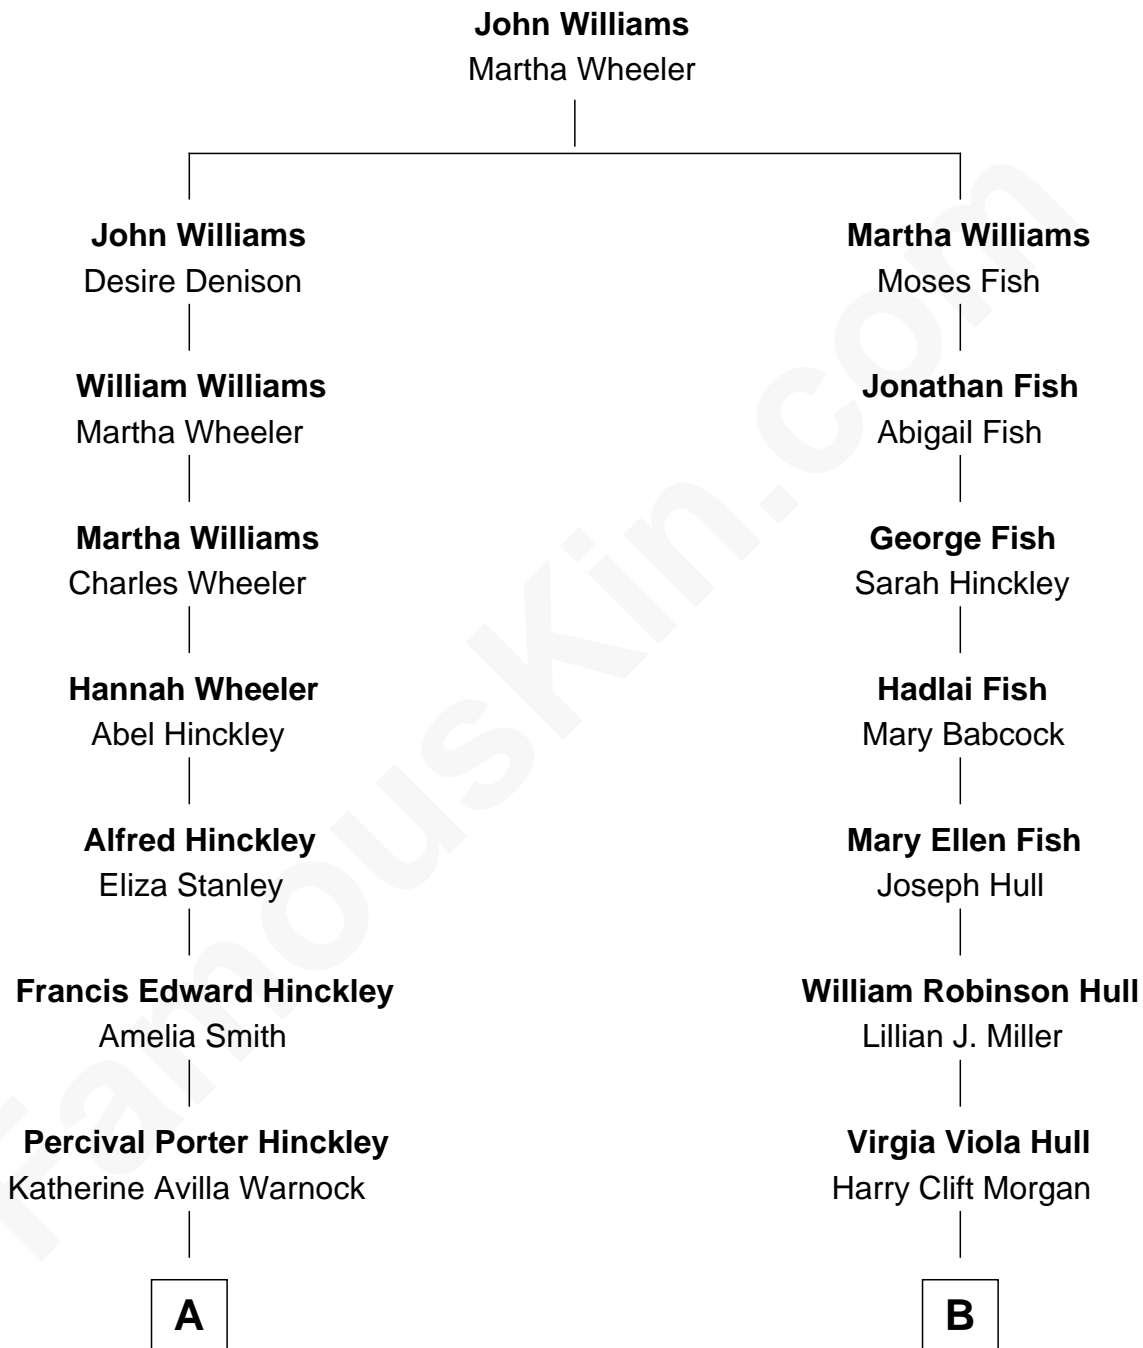 John Williams
Martha Wheeler
John Williams
Desire Denison
Martha Williams
Moses Fish
William Williams
Martha Wheeler
Jonathan Fish
Abigail Fish
Martha Williams
Charles Wheeler
George Fish
Sarah Hinckley
Hannah Wheeler
Abel Hinckley
Hadlai Fish
Mary Babcock
Alfred Hinckley
Eliza Stanley
Mary Ellen Fish
Joseph Hull
Francis Edward Hinckley
Amelia Smith
William Robinson Hull
Lillian J. Miller
Percival Porter Hinckley
Katherine Avilla Warnock
Virgia Viola Hull
Harry Clift Morgan
A
B
FamousKin.com